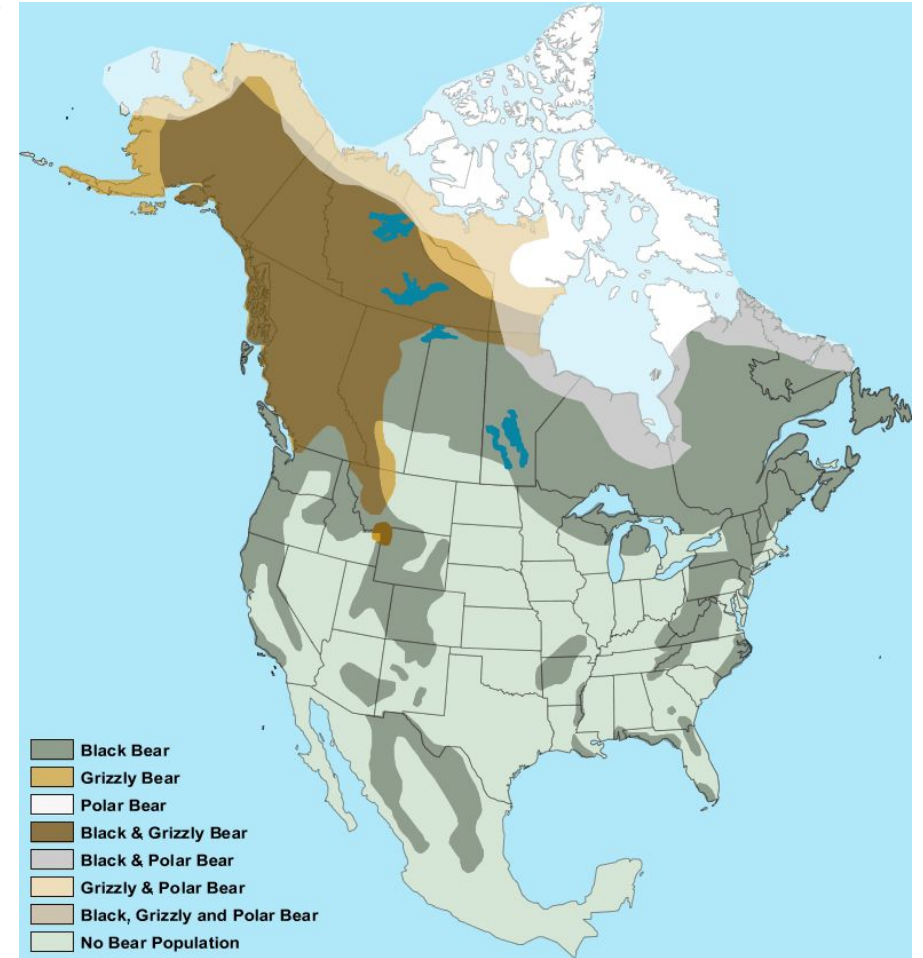 Black Bear
Grizzly Bear
Polar Bear
Black & Grizzly Bear
Black & Polar Bear
Grizzly & Polar Bear
Black, Grizzly and Polar Bear
No Bear Population